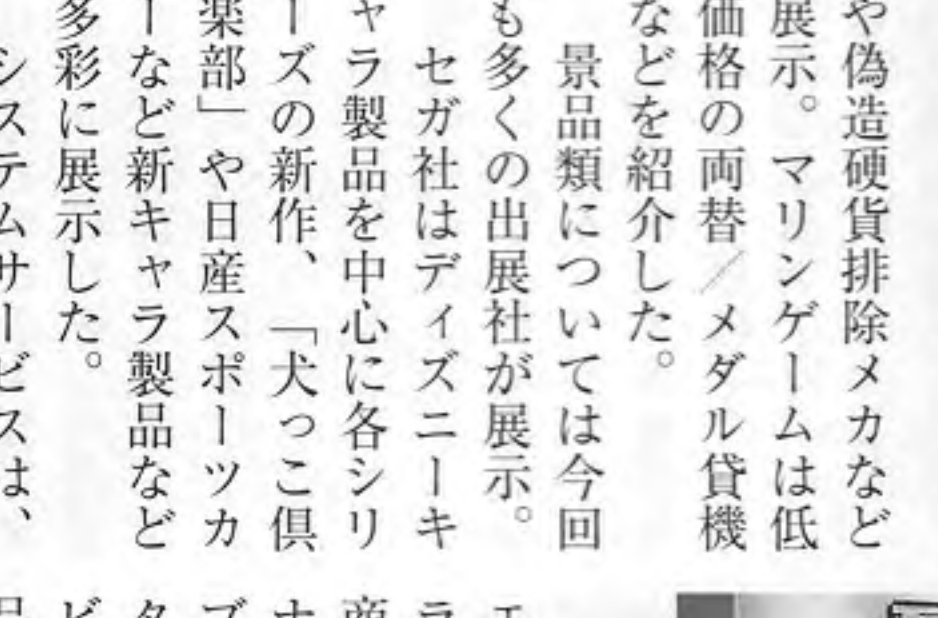 や偽造硬貨排除メカなど
展示。マリンゲームは低
価格の両替／メダル貸機
などを紹介した。
景品類については今回
も多くの出展社が展示。
セガ社はディズニーキ
ャラ製品を中心に各シリ
ーズの新作、「犬っこ倶
楽部」や日産スポーツカ
ーなど新キャラ製品など
多彩に展示した。
システムサービスは、